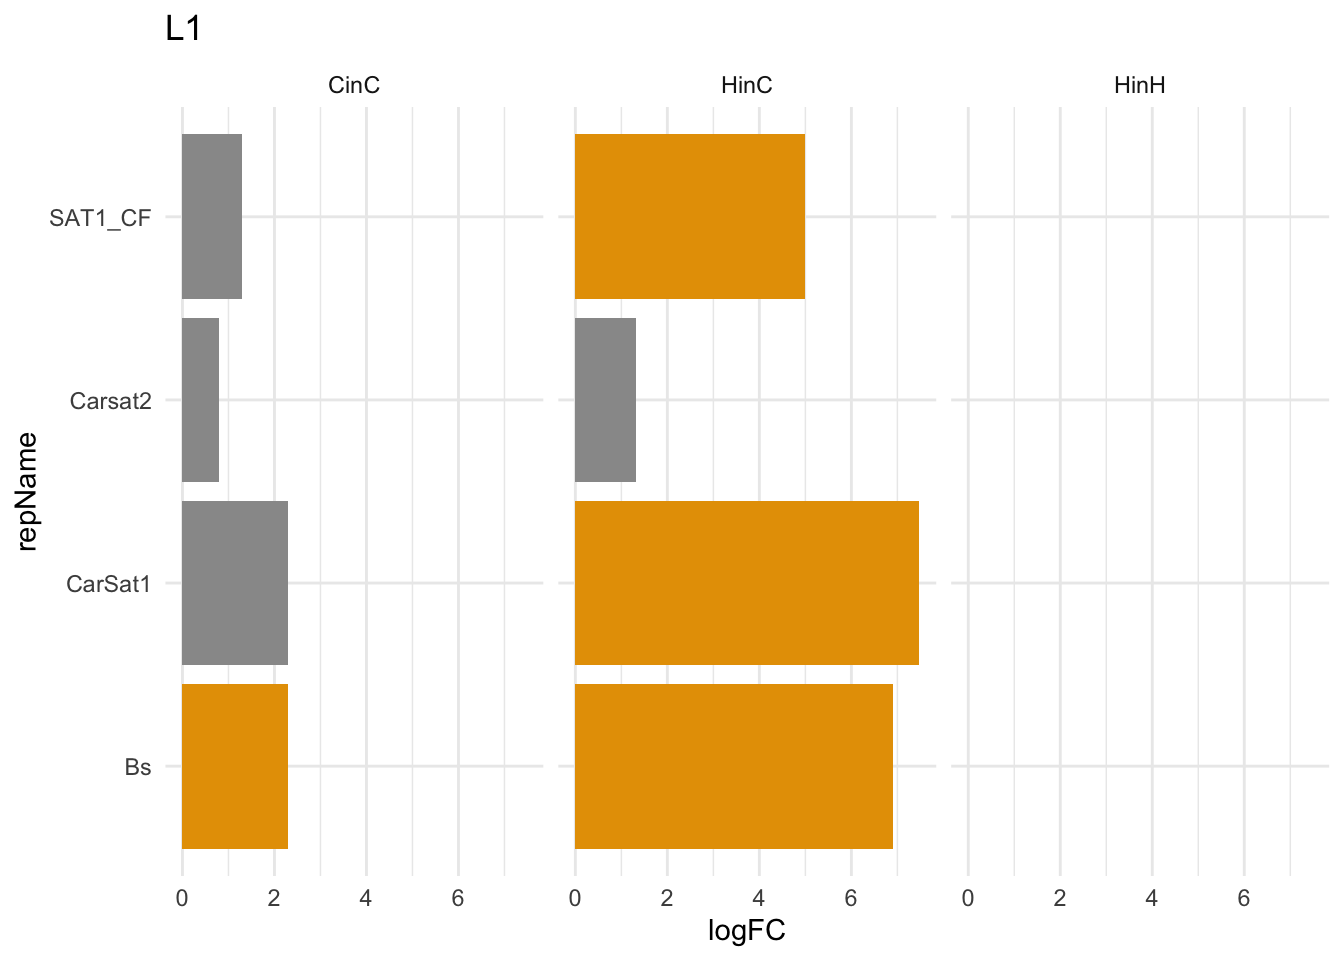 L1
CinC HinC HinH
SAT1_CF
Carsat2
CarSat1
Bs
repName
0 2 4 6 0 2 4 6 0 2 4 6
logFC